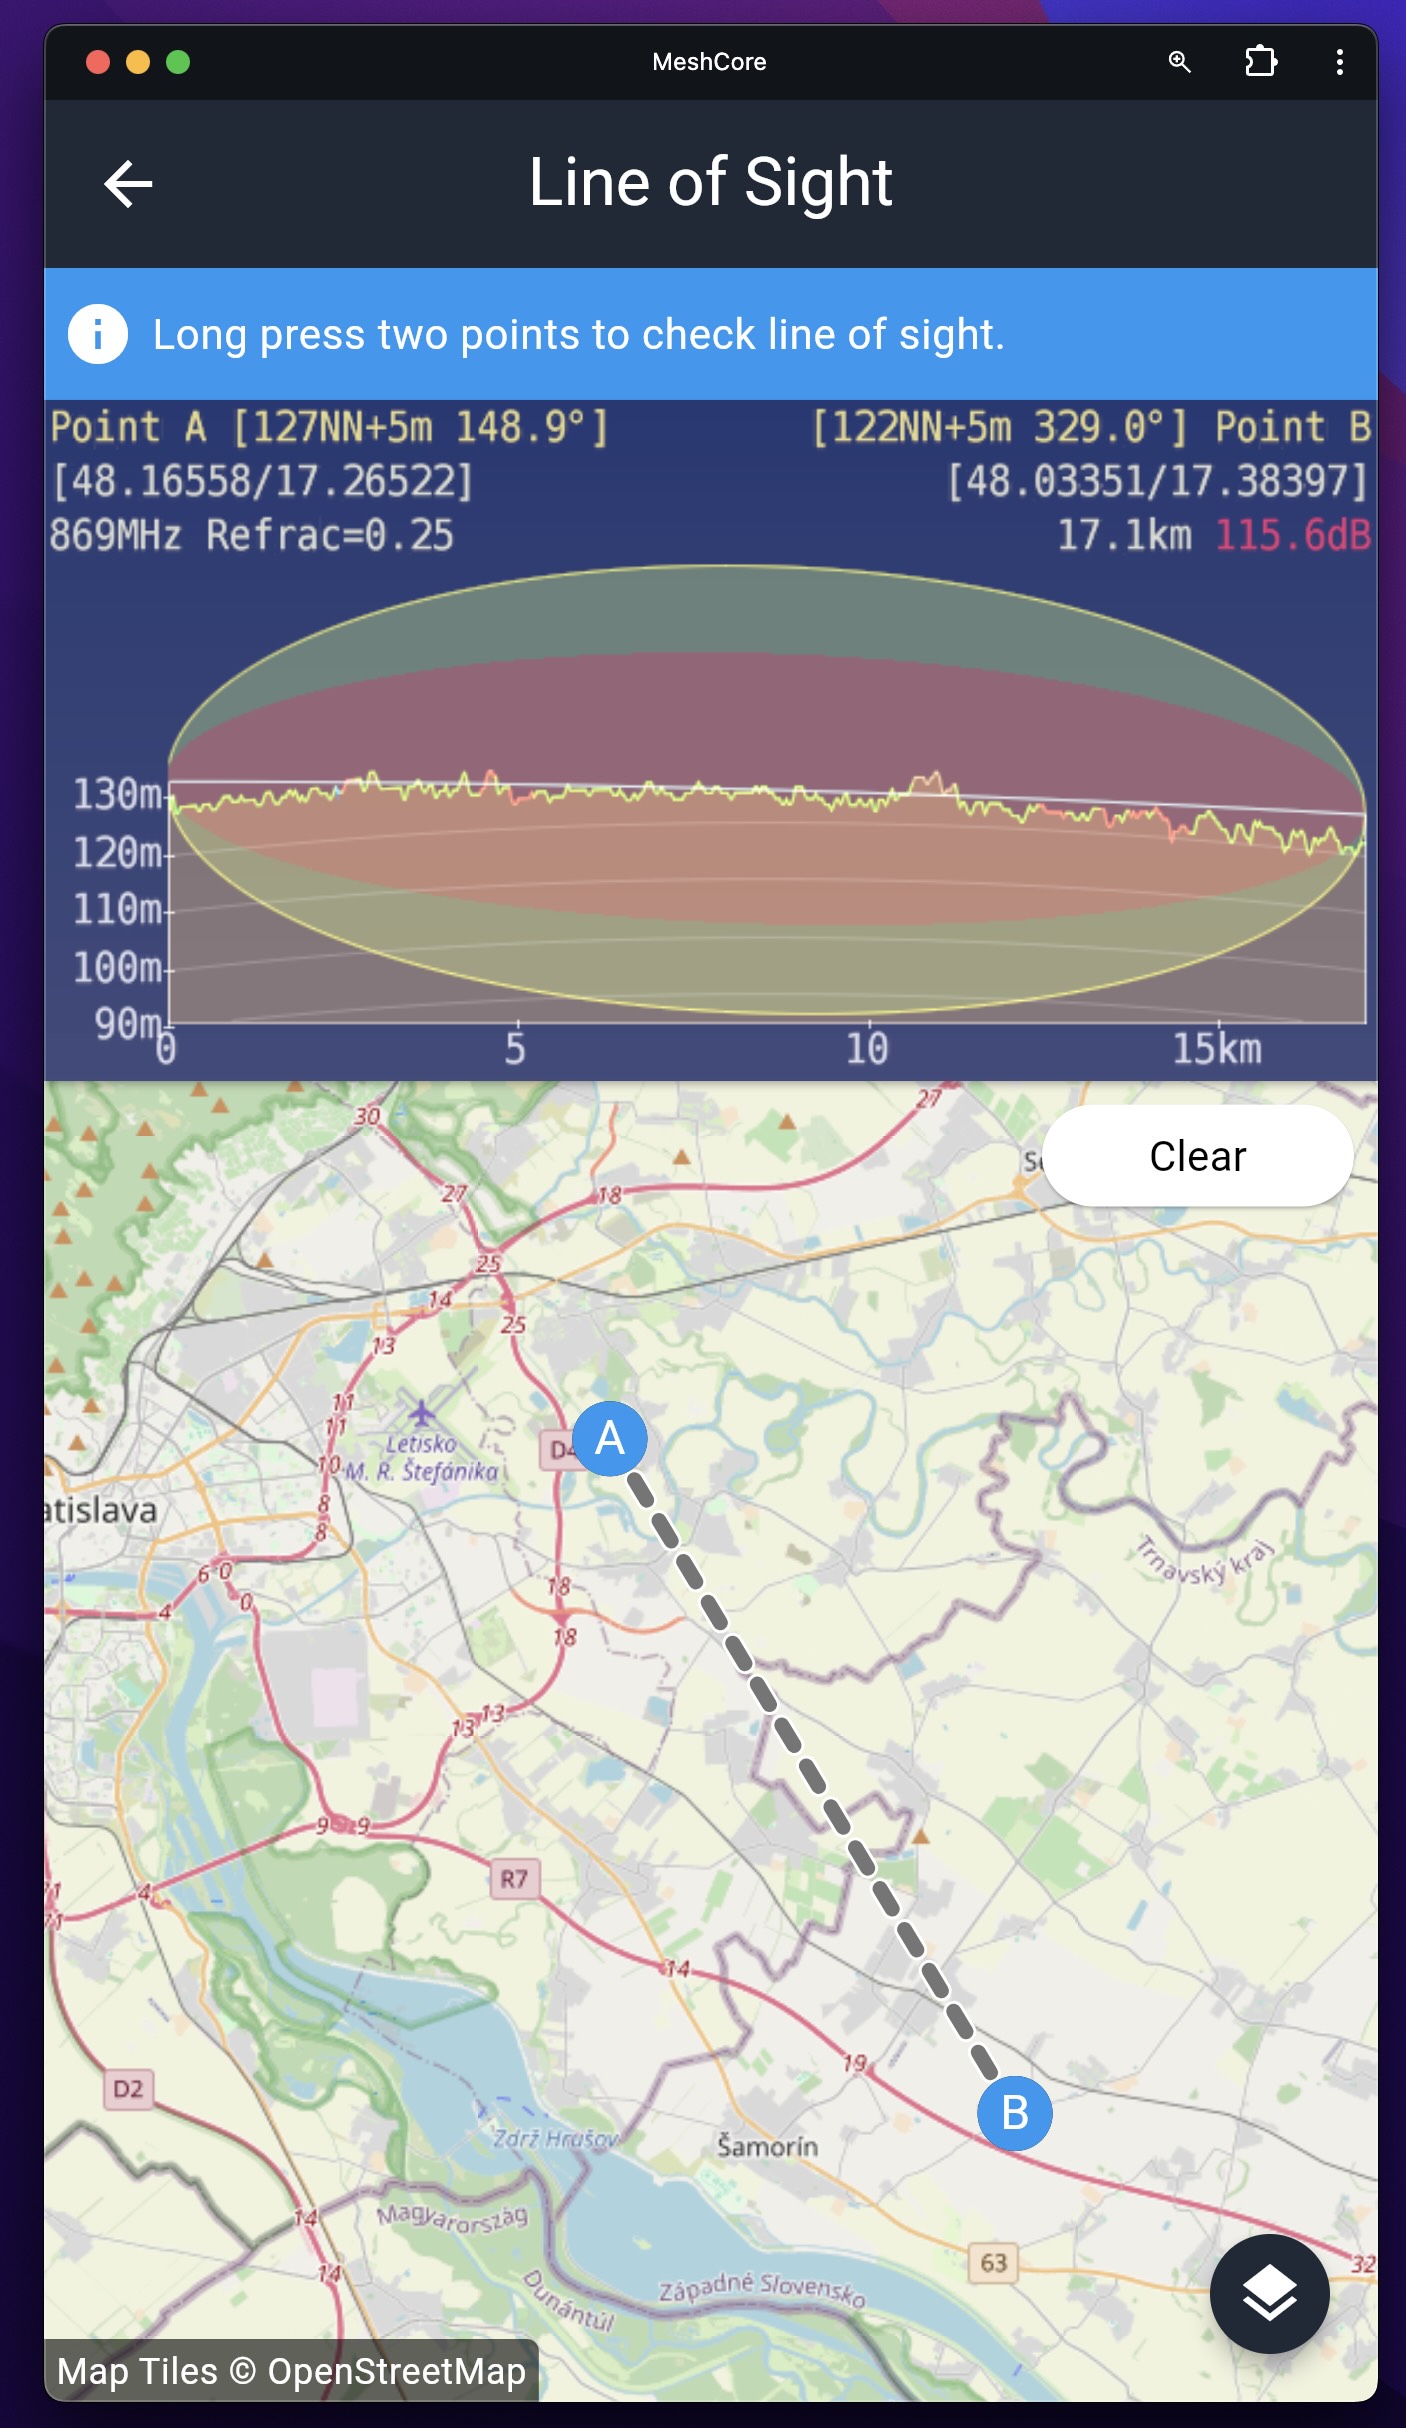 MeshCore
Line of Sight
Long press two points to check line of sight.
Point A [127NN+5m 148.9°]
[122NN+5m 329.0°] Point B
[48.16558/17.26522]
[48.03351/17.38397]
869MHz Refrac=0.25
17.1km 115.6dB
130m
120m
110m
100m
90m
0
5
10
15km
30
27
27
Clear
18
25
14
25
13
11
11
Letisko
M. R. Štefánika
D4
A
10
atislava
8
8
Trnavský kraj
6
0
0
4
18
18
13
13
9
9
R7
4
14
19
D2
B
Zdrž Hrušov
Šamorín
14
Magyarország
14
63
32
Dunántúl
Západné Slovensko
Map Tiles © OpenStreetMap